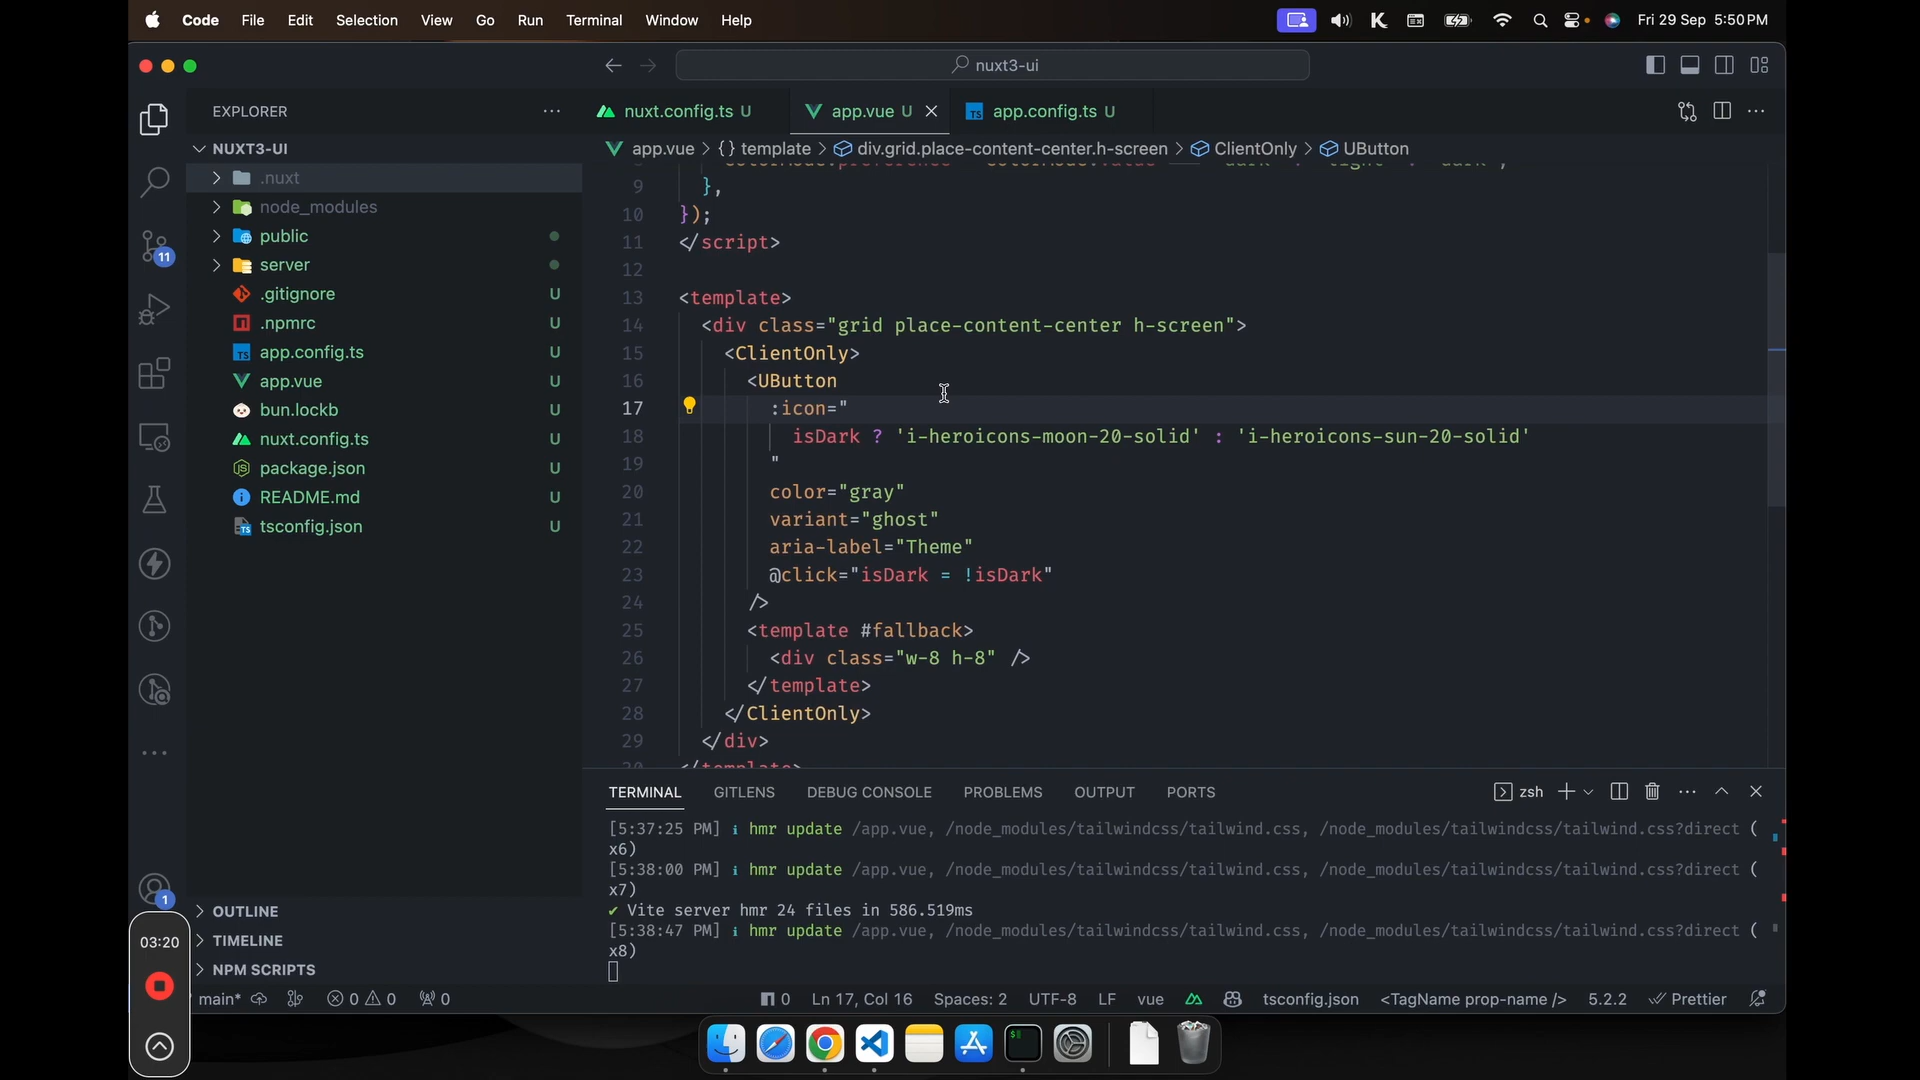 Code File Edit Selection View Go Run Terminal Window Help Fri 29 Sep 5:50 PM
nuxt3-ui
EXPLORER
nuxt.config.ts U
app.vue U
app.config.ts U
app.vue > {} template > div.grid.place-content-center.h-screen > ClientOnly > UButton
NUXT3-UI
.nuxt
node_modules
public
server
.gitignore U
.npmrc U
app.config.ts U
app.vue U
bun.lockb U
nuxt.config.ts U
package.json U
README.md U
tsconfig.json U
11
9 },
10 });
11 </script>
12
13 <template>
14 <div class="grid place-content-center h-screen">
15 <ClientOnly>
16 <UButton
17 :icon="
18 isDark ? 'i-heroicons-moon-20-solid' : 'i-heroicons-sun-20-solid'
19 "
20 color="gray"
21 variant="ghost"
22 aria-label="Theme"
23 @click="isDark = !isDark"
24 />
25 <template #fallback>
26 <div class="w-8 h-8" />
27 </template>
28 </ClientOnly>
29 </div>
TERMINAL GITLENS DEBUG CONSOLE PROBLEMS OUTPUT PORTS zsh
[5:37:25 PM] i hmr update /app.vue, /node_modules/tailwindcss/tailwind.css, /node_modules/tailwindcss/tailwind.css?direct (
x6)
[5:38:00 PM] i hmr update /app.vue, /node_modules/tailwindcss/tailwind.css, /node_modules/tailwindcss/tailwind.css?direct (
x7)
✔ Vite server hmr 24 files in 586.519ms
[5:38:47 PM] i hmr update /app.vue, /node_modules/tailwindcss/tailwind.css, /node_modules/tailwindcss/tailwind.css?direct (
x8)
1
OUTLINE
TIMELINE
NPM SCRIPTS
03:20
main* 0 0 0 0 Ln 17, Col 16 Spaces: 2 UTF-8 LF vue tsconfig.json <TagName prop-name /> 5.2.2 Prettier